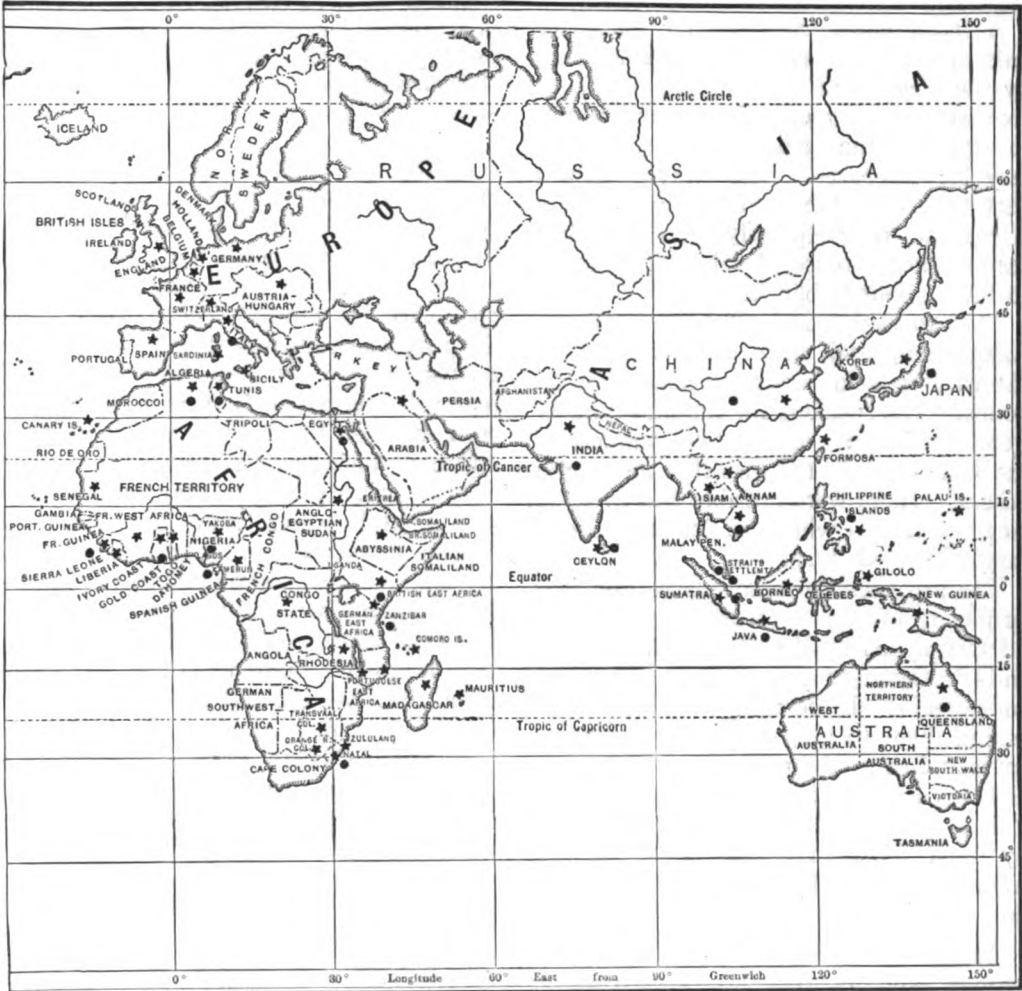 0° 30° 60° 90° 120° 150°
Arctic Circle
ICELAND
NORWAY
SWEDEN
EUROPE
ASIA
RUSSIA
60
SCOTLAND
DENMARK
HOLLAND
BELGIUM
BRITISH ISLES
IRELAND
ENGLAND
GERMANY
FRANCE
AUSTRIA-
HUNGARY
SWITZERLAND
ITALY
45
PORTUGAL
SPAIN
SARDINIA
SICILY
CHINA
KOREA
JAPAN
ALGERIA
TUNIS
MOROCCO
PERSIA
AFGHANISTAN
CANARY IS.
TRIPOLI
EGYPT
30
NEPAL
RIO DE ORO
ARABIA
INDIA
Tropic of Cancer
FORMOSA
AFRICA
FRENCH TERRITORY
SENEGAL
ERITREA
SIAM
ANNAM
PHILIPPINE
ISLANDS
PALAU IS.
15
GAMBIA
PORT. GUINEA
FR. GUINEA
FR. WEST AFRICA
YAKOBA
NIGERIA
ANGLO-
EGYPTIAN
SUDAN
BR. SOMALILAND
ABYSSINIA
ITALIAN
SOMALILAND
SIERRA LEONE
LIBERIA
IVORY COAST
GOLD COAST
TOGO
DAHOMEY
SPANISH GUINEA
FRENCH CONGO
UGANDA
CEYLON
MALAY PEN.
STRAITS
SETTLEMTS
Equator
0
GILOLO
CONGO
STATE
BRITISH EAST AFRICA
SUMATRA
BORNEO
CELEBES
NEW GUINEA
GERMAN
EAST
AFRICA
ZANZIBAR
JAVA
COMORO IS.
ANGOLA
RHODESIA
15
PORTUGUESE
EAST
AFRICA
MADAGASCAR
MAURITIUS
GERMAN
SOUTHWEST
AFRICA
NORTHERN
TERRITORY
WEST
AUSTRALIA
QUEENSLAND
Tropic of Capricorn
TRANSVAAL
COL.
ORANGE R.
COL.
ZULULAND
NATAL
CAPE COLONY
AUSTRALIA
SOUTH
AUSTRALIA
30
NEW
SOUTH WALES
VICTORIA
TASMANIA
45
0° 30° Longitude 60° East from 90° Greenwich 120° 150°